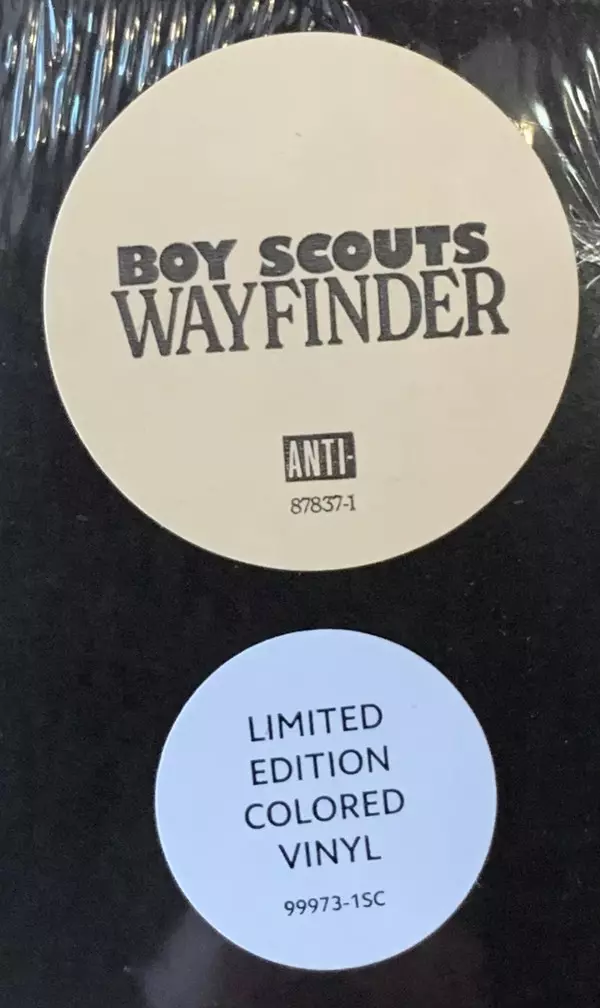 BOY SCOUTS
WAYFINDER
ANTI-
87837-1
LIMITED
EDITION
COLORED
VINYL
99973-1SC